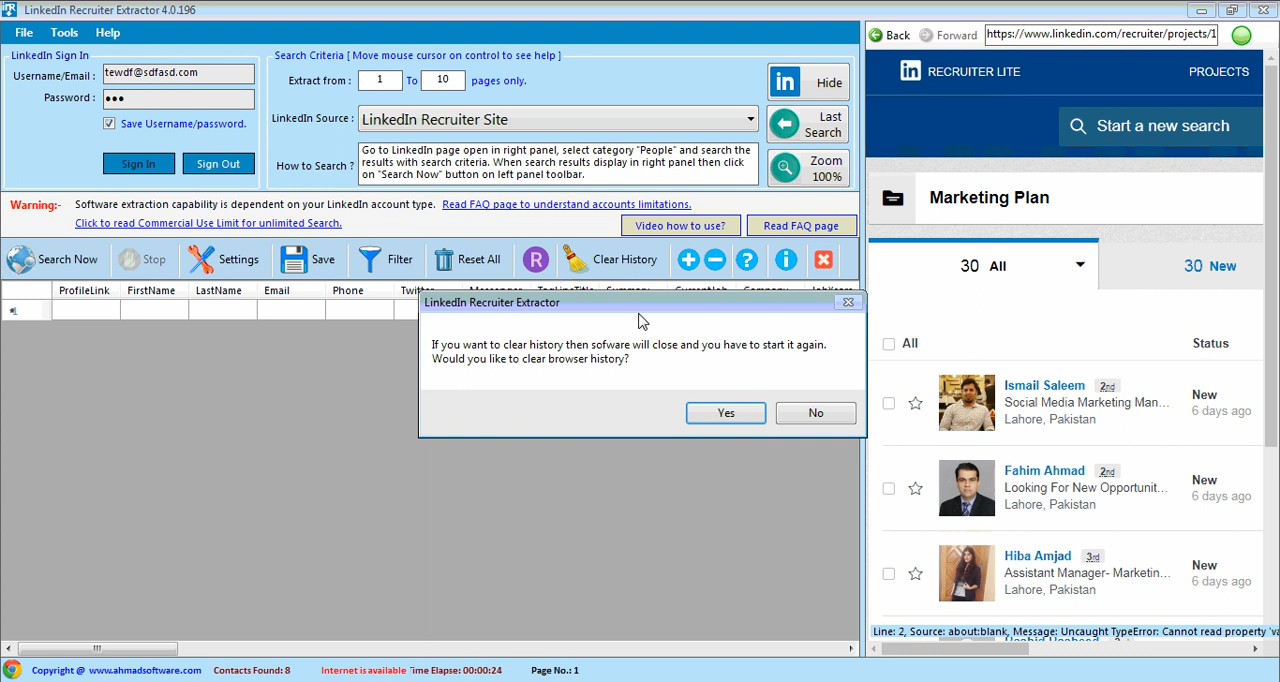 LinkedIn Recruiter Extractor 4.0.196
File Tools Help
LinkedIn Sign In
Username/Email :
tewdf@sdfasd.com
Password :
Save Username/password.
Sign In
Sign Out
Search Criteria [ Move mouse cursor on control to see help ]
Extract from : 1 To 10 pages only.
LinkedIn Source : LinkedIn Recruiter Site
How to Search ?
Go to LinkedIn page open in right panel, select category "People" and search the
results with search criteria. When search results display in right panel then click
on "Search Now" button on left panel toolbar.
in Hide
Last
Search
Zoom
100%
Warning:- Software extraction capability is dependent on your LinkedIn account type. Read FAQ page to understand accounts limitations.
Click to read Commercial Use Limit for unlimited Search.
Video how to use?
Read FAQ page
Search Now Stop Settings Save Filter Reset All R Clear History
ProfileLink FirstName LastName Email Phone
LinkedIn Recruiter Extractor
If you want to clear history then sofware will close and you have to start it again.
Would you like to clear browser history?
Yes No
Back Forward https://www.linkedin.com/recruiter/projects/1
in RECRUITER LITE PROJECTS
Start a new search
Marketing Plan
30 All
30 New
All Status
Ismail Saleem 2nd
Social Media Marketing Man...
Lahore, Pakistan
New
6 days ago
Fahim Ahmad 2nd
Looking For New Opportunit...
Lahore, Pakistan
New
6 days ago
Hiba Amjad 3rd
Assistant Manager- Marketin...
Lahore, Pakistan
New
6 days ago
Line: 2, Source: about:blank, Message: Uncaught TypeError: Cannot read property
Copyright @ www.ahmadsoftware.com Contacts Found: 8 Internet is available Time Elapse: 00:00:24 Page No.: 1